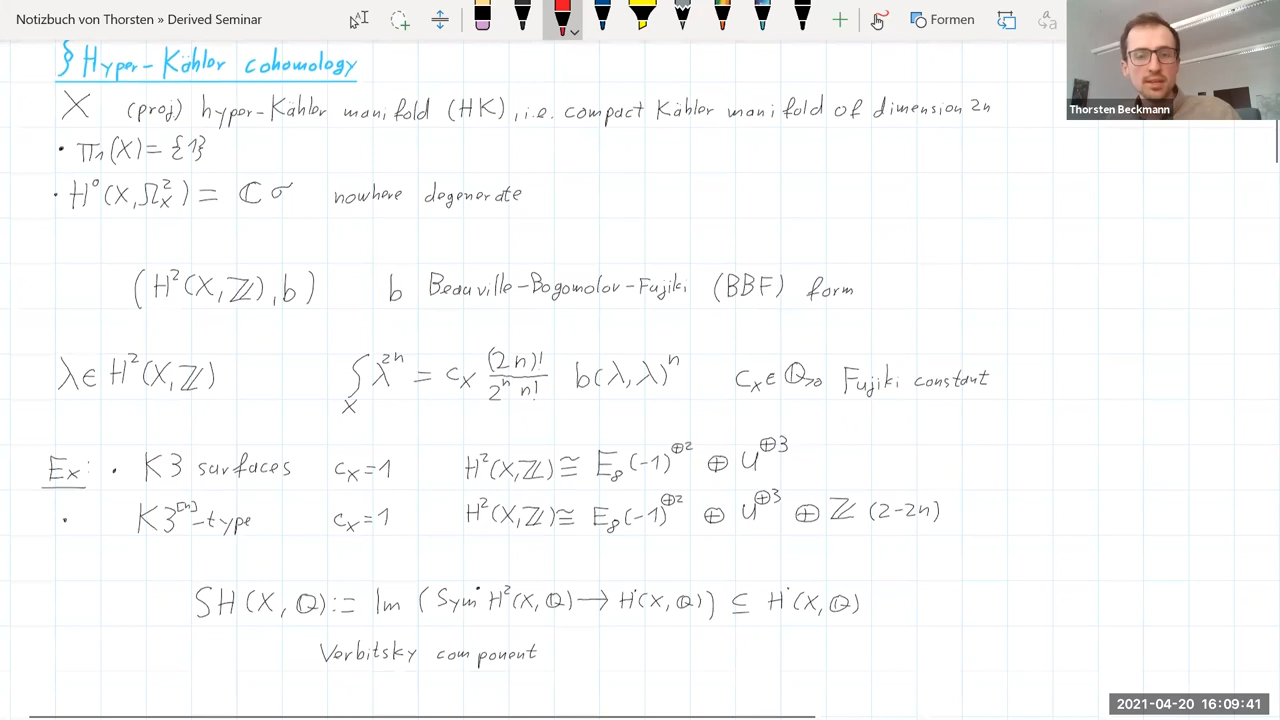 Notizbuch von Thorsten » Derived Seminar
Formen
Thorsten Beckmann
§ Hyper-Kähler cohomology
X (proj) hyper-Kähler manifold (HK), i.e. compact Kähler manifold of dimension 2n
• π₁(X) = {1}
• H⁰(X, Ω²_X) = ℂσ nowhere degenerate
(H²(X, ℤ), b) b Beauville-Bogomolov-Fujiki (BBF) form
λ ∈ H²(X, ℤ) ∫_X λ^{2n} = c_X (2n)!/(2ⁿ n!) b(λ, λ)ⁿ c_X ∈ ℚ_{>0} Fujiki constant
Ex: • K3 surfaces c_X = 1 H²(X, ℤ) ≅ E₈(-1)^{⊕2} ⊕ U^{⊕3}
• K3^{[n]}-type c_X = 1 H²(X, ℤ) ≅ E₈(-1)^{⊕2} ⊕ U^{⊕3} ⊕ ℤ (2-2n)
SH(X, ℚ) := Im (Sym^• H²(X, ℚ) → H^•(X, ℚ)) ⊆ H^•(X, ℚ)
Verbitsky component
2021-04-20 16:09:41